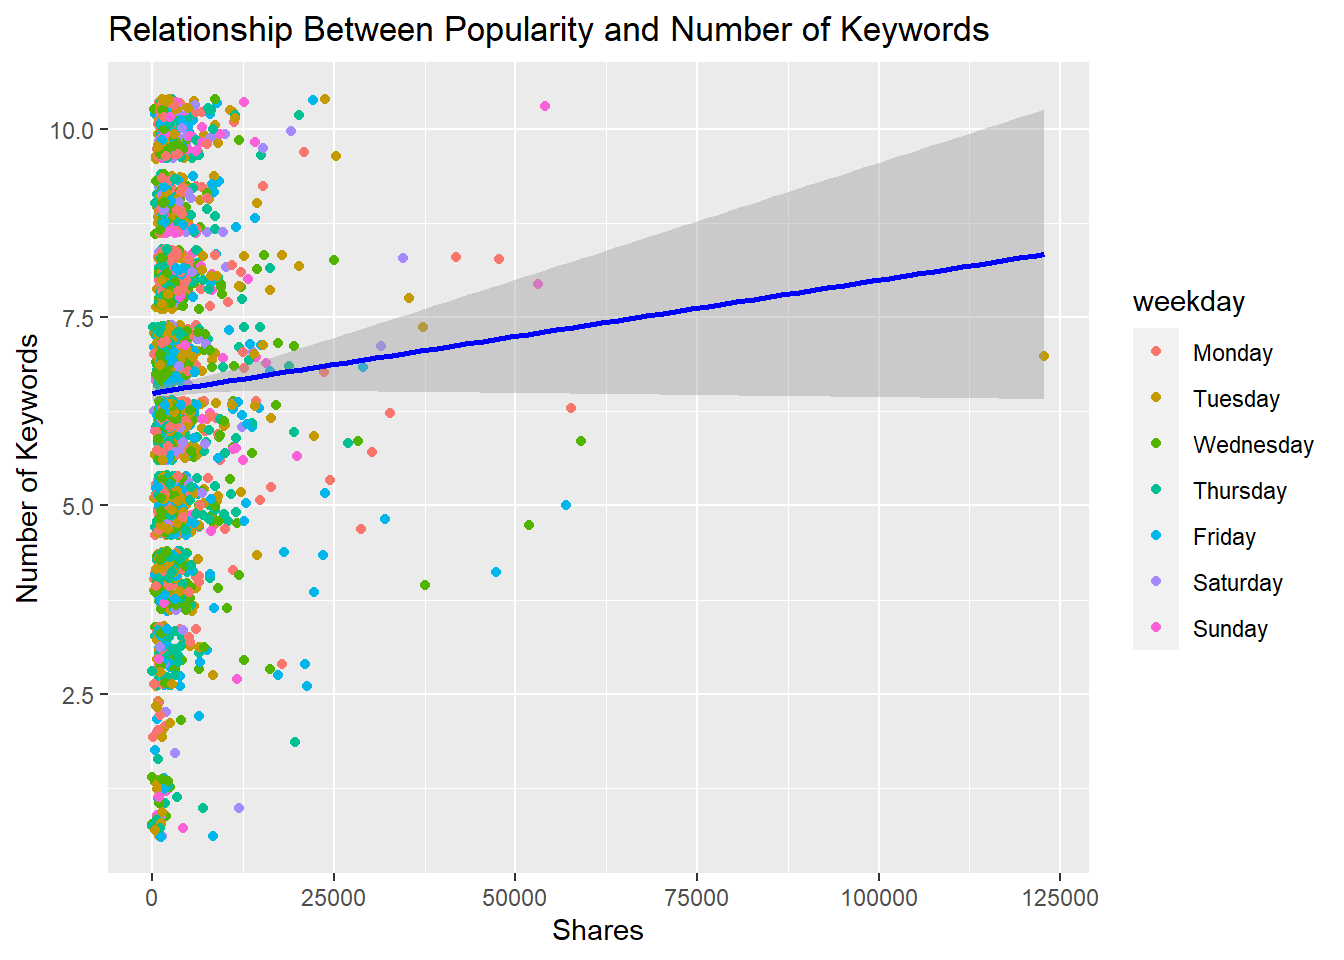 Relationship Between Popularity and Number of Keywords
Number of Keywords
10.0
7.5
5.0
2.5
0
25000
50000
75000
100000
125000
Shares
weekday
Monday
Tuesday
Wednesday
Thursday
Friday
Saturday
Sunday